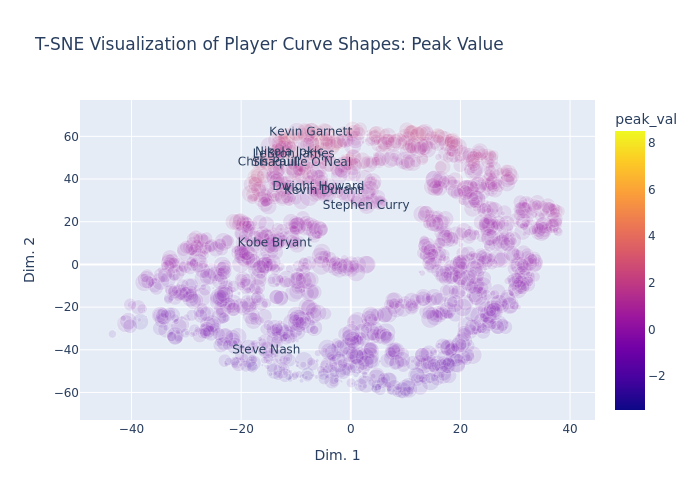 T-SNE Visualization of Player Curve Shapes: Peak Value
peak_val
Kevin Garnett
Nikola Jokic
LeBron James
Chris Paul
Shaquille O'Neal
Dwight Howard
Kevin Durant
Stephen Curry
Kobe Bryant
Steve Nash
60
40
20
0
−20
−40
−60
Dim. 2
−40
−20
0
20
40
Dim. 1
8
6
4
2
0
−2